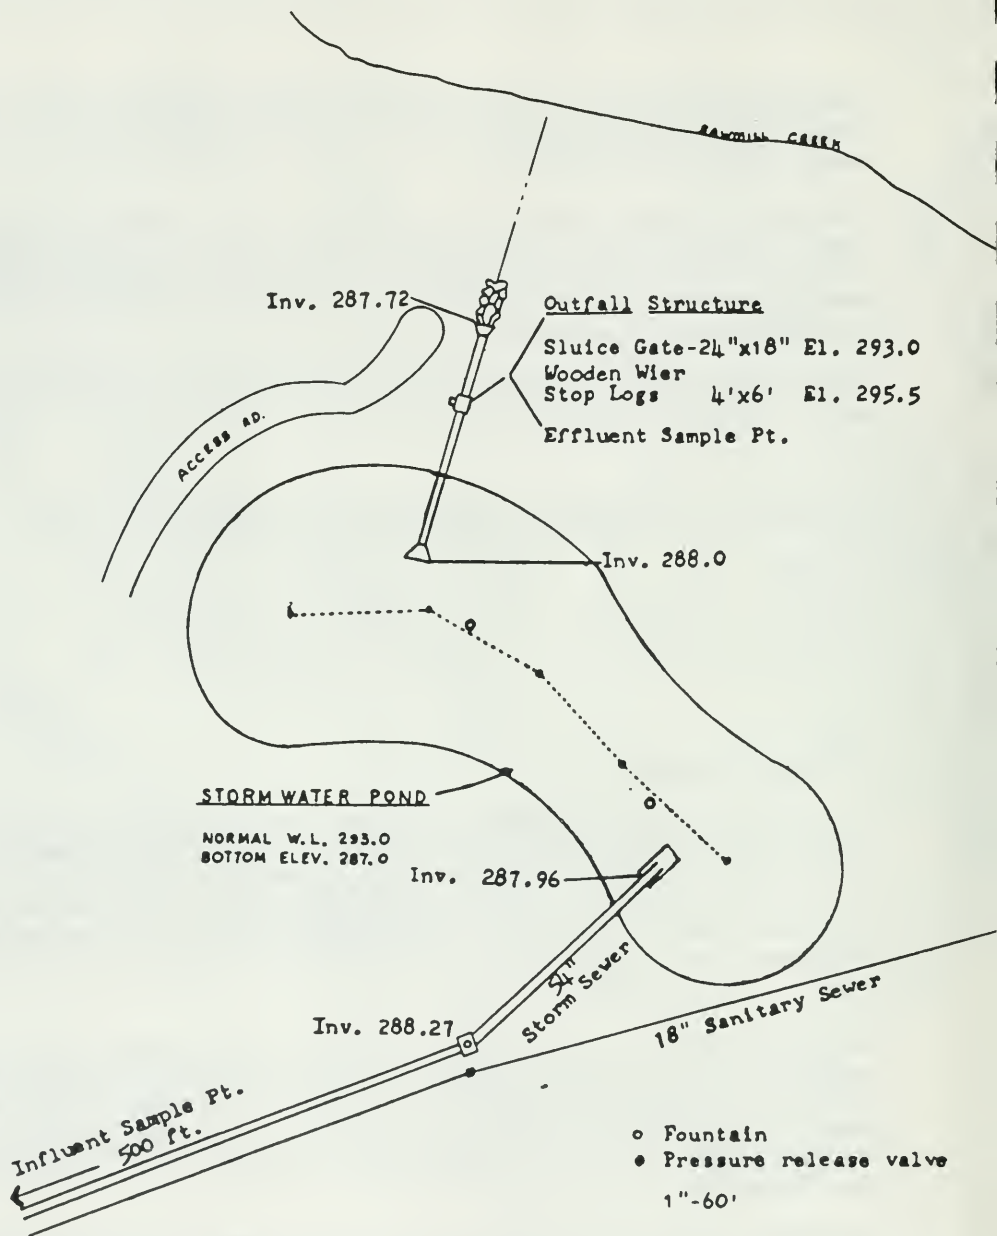 SAWMILL CREEK
Inv. 287.72
Outfall Structure
Sluice Gate-24"x18" El. 293.0
Wooden Wier
Stop Logs 4'x6' El. 295.5
Effluent Sample Pt.
ACCESS RD.
Inv. 288.0
STORM WATER POND
NORMAL W.L. 293.0
BOTTOM ELEV. 287.0
Inv. 287.96
54"
Storm Sewer
Inv. 288.27
18" Sanitary Sewer
Influent Sample Pt.
500 ft.
Fountain
Pressure release valve
1"-60'